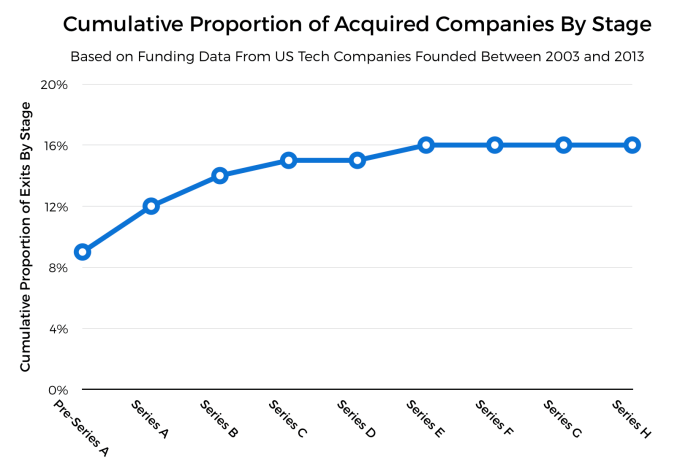 Cumulative Proportion of Acquired Companies By Stage
Based on Funding Data From US Tech Companies Founded Between 2003 and 2013
Cumulative Proportion of Exits By Stage
20%
16%
12%
8%
4%
0%
Pre-Series A
Series A
Series B
Series C
Series D
Series E
Series F
Series G
Series H